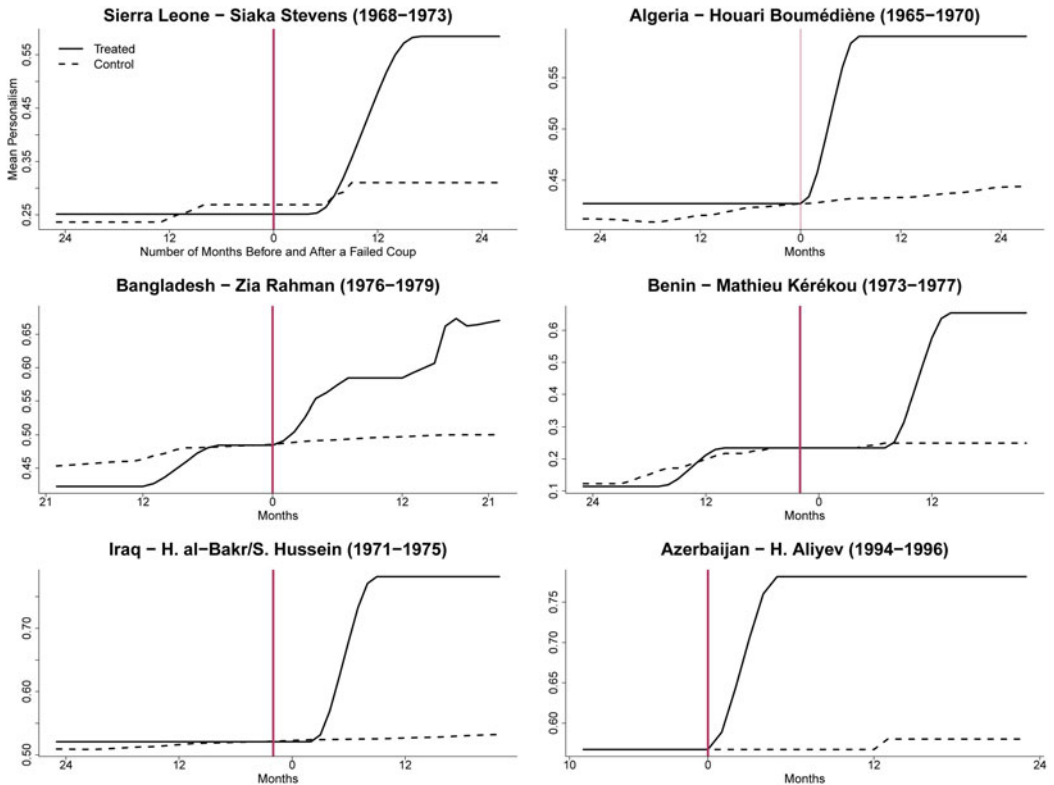 Sierra Leone − Siaka Stevens (1968−1973)
Treated
Control
Mean Personalism
0.25 0.35 0.45 0.55
24 12 0 12 24
Number of Months Before and After a Failed Coup
Algeria − Houari Boumédiène (1965−1970)
0.45 0.50 0.55
24 12 0 12 24
Months
Bangladesh − Zia Rahman (1976−1979)
0.45 0.50 0.55 0.60 0.65
21 12 0 12 21
Months
Benin − Mathieu Kérékou (1973−1977)
0.1 0.2 0.3 0.4 0.5 0.6
24 12 0 12
Months
Iraq − H. al−Bakr/S. Hussein (1971−1975)
0.50 0.60 0.70
24 12 0 12
Months
Azerbaijan − H. Aliyev (1994−1996)
0.60 0.65 0.70 0.75
10 0 12 24
Months